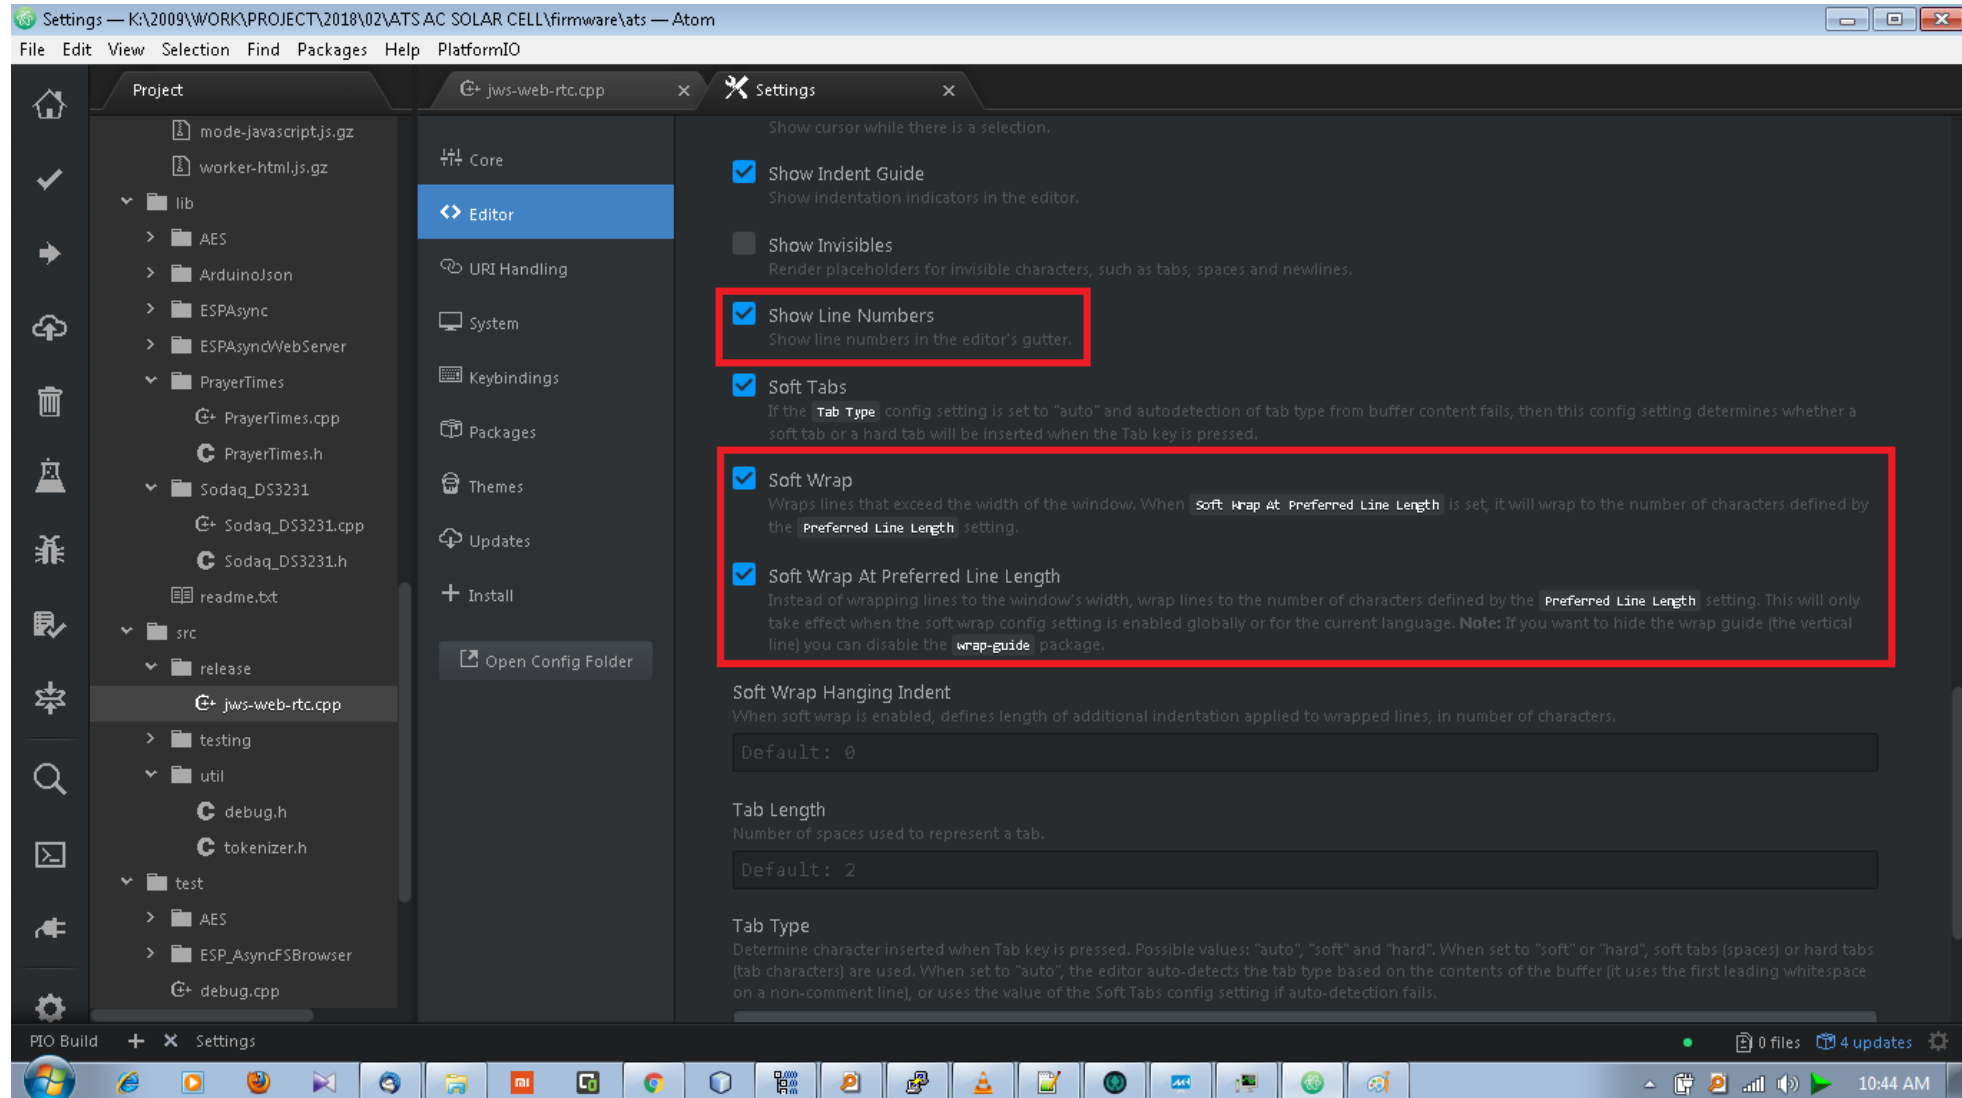 Settings — K:\2009\WORK\PROJECT\2018\02\ATS AC SOLAR CELL\firmware\ats — Atom
File Edit View Selection Find Packages Help PlatformIO
Project
jws-web-rtc.cpp
Settings
mode-javascript.js.gz
worker-html.js.gz
lib
AES
ArduinoJson
ESPAsync
ESPAsyncWebServer
PrayerTimes
PrayerTimes.cpp
PrayerTimes.h
Sodaq_DS3231
Sodaq_DS3231.cpp
Sodaq_DS3231.h
readme.txt
src
release
jws-web-rtc.cpp
testing
util
debug.h
tokenizer.h
test
AES
ESP_AsyncFSBrowser
debug.cpp
Core
Editor
URI Handling
System
Keybindings
Packages
Themes
Updates
Install
Open Config Folder
Show cursor while there is a selection.
Show Indent Guide
Show indentation indicators in the editor.
Show Invisibles
Render placeholders for invisible characters, such as tabs, spaces and newlines.
Show Line Numbers
Show line numbers in the editor's gutter.
Soft Tabs
If the Tab Type config setting is set to "auto" and autodetection of tab type from buffer content fails, then this config setting determines whether a
soft tab or a hard tab will be inserted when the Tab key is pressed.
Soft Wrap
Wraps lines that exceed the width of the window. When Soft Wrap At Preferred Line Length is set, it will wrap to the number of characters defined by
the Preferred Line Length setting.
Soft Wrap At Preferred Line Length
Instead of wrapping lines to the window's width, wrap lines to the number of characters defined by the Preferred Line Length setting. This will only
take effect when the soft wrap config setting is enabled globally or for the current language. Note: If you want to hide the wrap guide (the vertical
line) you can disable the wrap-guide package.
Soft Wrap Hanging Indent
When soft wrap is enabled, defines length of additional indentation applied to wrapped lines, in number of characters.
Default: 0
Tab Length
Number of spaces used to represent a tab.
Default: 2
Tab Type
Determine character inserted when Tab key is pressed. Possible values: "auto", "soft" and "hard". When set to "soft" or "hard", soft tabs (spaces) or hard tabs
(tab characters) are used. When set to "auto", the editor auto-detects the tab type based on the contents of the buffer (it uses the first leading whitespace
on a non-comment line), or uses the value of the Soft Tabs config setting if auto-detection fails.
PIO Build
Settings
0 files
4 updates
10:44 AM